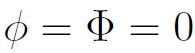 ϕ = Φ = 0